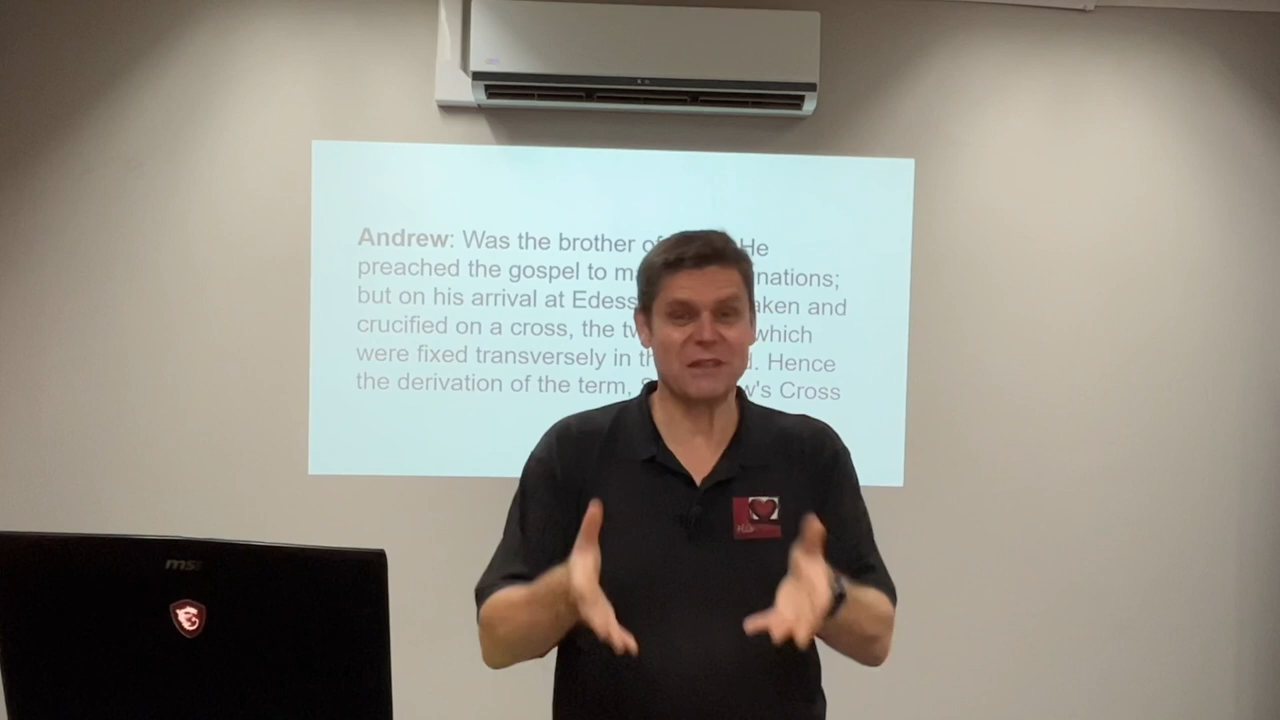 Andrew: Was the brother of He
preached the gospel to nations;
but on his arrival at and
crucified on a cross, the which
were fixed transversely in Hence
the derivation of the term, Cross
msi